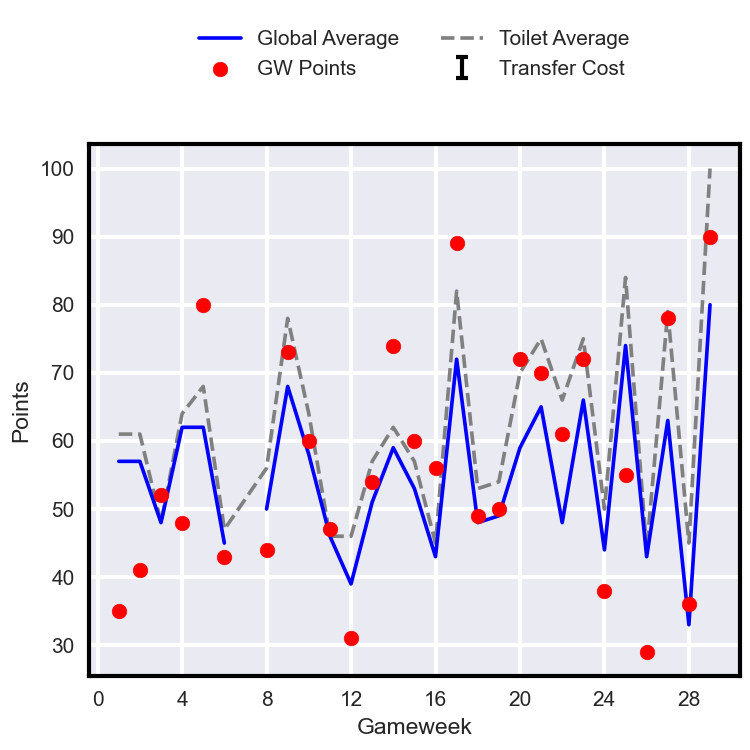 Global Average
Toilet Average
GW Points
Transfer Cost
100
90
80
70
60
50
40
30
Points
0 4 8 12 16 20 24 28
Gameweek